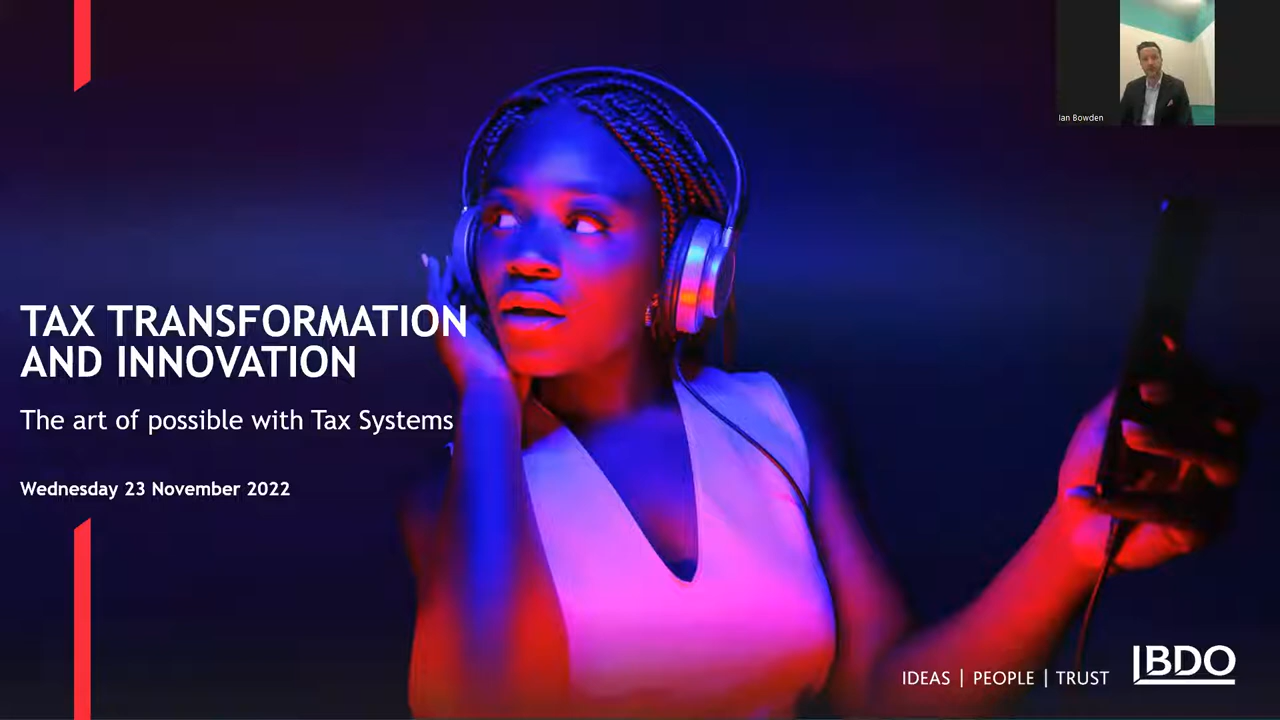 Ian Bowden
TAX TRANSFORMATION
AND INNOVATION
The art of possible with Tax Systems
Wednesday 23 November 2022
IDEAS | PEOPLE | TRUST
BDO